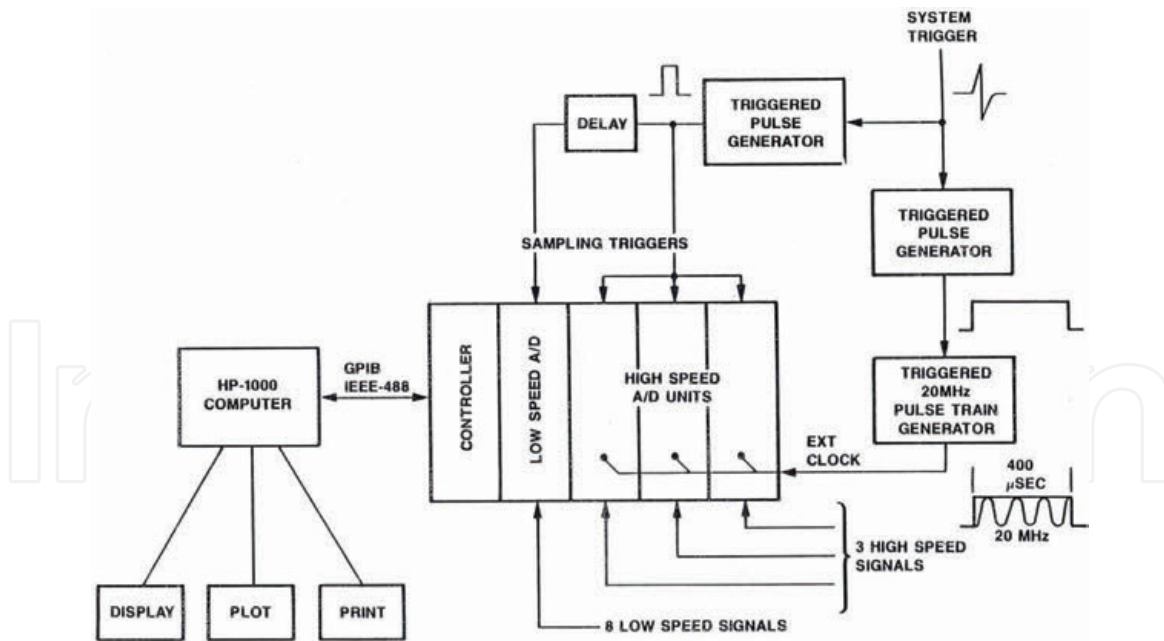 SYSTEM
TRIGGER
TRIGGERED
PULSE
GENERATOR
DELAY
TRIGGERED
PULSE
GENERATOR
SAMPLING TRIGGERS
HP-1000
COMPUTER
GPIB
IEEE-488
CONTROLLER
LOW SPEED A/D
HIGH SPEED
A/D UNITS
TRIGGERED
20MHz
PULSE TRAIN
GENERATOR
EXT
CLOCK
400
μSEC
20 MHz
3 HIGH SPEED
SIGNALS
DISPLAY
PLOT
PRINT
8 LOW SPEED SIGNALS